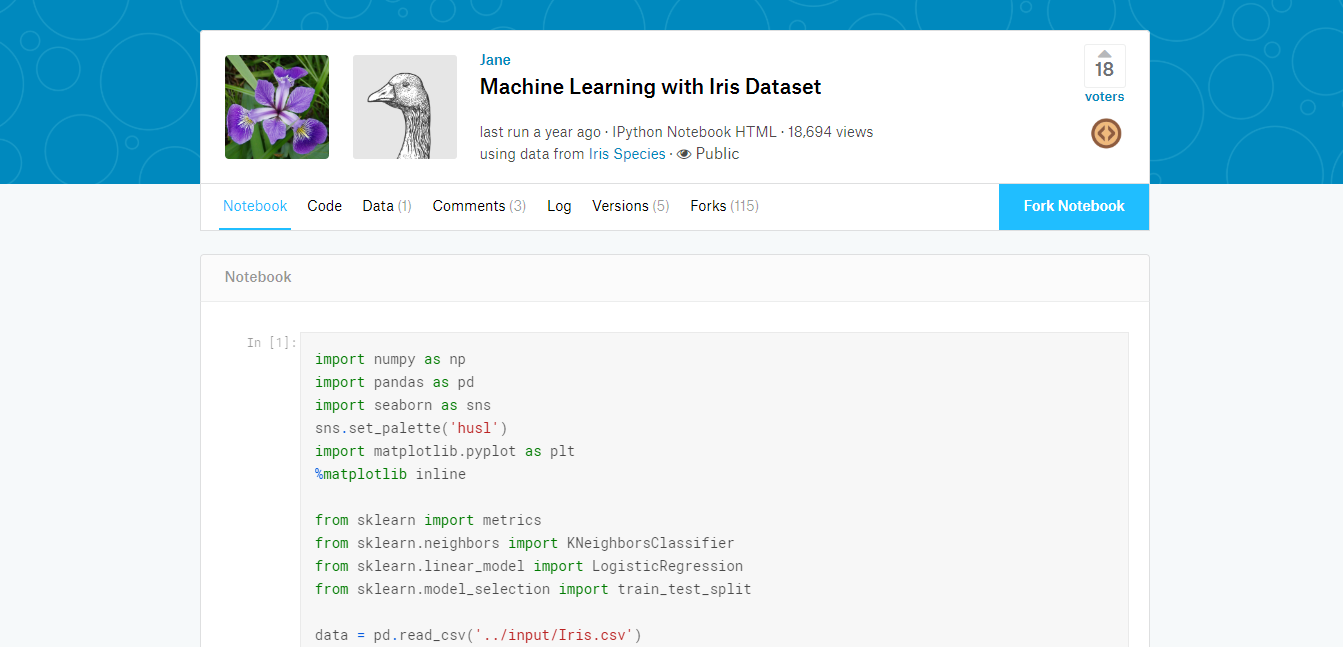 Jane
Machine Learning with Iris Dataset
last run a year ago · IPython Notebook HTML · 18,694 views
using data from Iris Species · Public
18
voters
Notebook Code Data (1) Comments (3) Log Versions (5) Forks (115) Fork Notebook
Notebook
In [1]:
import numpy as np
import pandas as pd
import seaborn as sns
sns.set_palette('husl')
import matplotlib.pyplot as plt
%matplotlib inline
from sklearn import metrics
from sklearn.neighbors import KNeighborsClassifier
from sklearn.linear_model import LogisticRegression
from sklearn.model_selection import train_test_split
data = pd.read_csv('../input/Iris.csv')